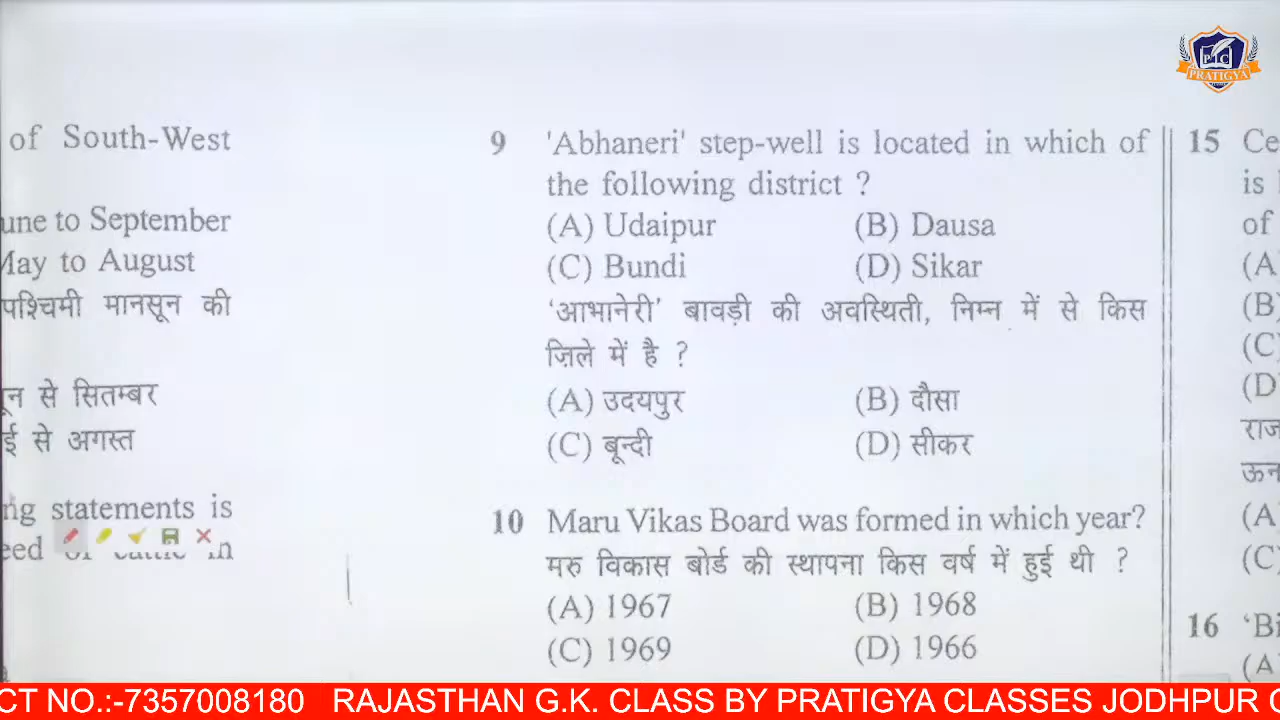 of South-West
June to September
May to August
पश्चिमी मानसून की
से सितम्बर
से अगस्त
statements is
in
9 'Abhaneri' step-well is located in which of
the following district ?
(A) Udaipur (B) Dausa
(C) Bundi (D) Sikar
‘आभानेरी’ बावड़ी की अवस्थिती, निम्न में से किस
ज़िले में है ?
(A) उदयपुर (B) दौसा
(C) बून्दी (D) सीकर
10 Maru Vikas Board was formed in which year?
मरु विकास बोर्ड की स्थापना किस वर्ष में हुई थी ?
(A) 1967 (B) 1968
(C) 1969 (D) 1966
15 Ce
is
of
(A
(B)
(C)
(D)
राज
ऊन
(A
(C)
16 ‘Bi
(A
PIC
PRATIGYA
CT NO.:-7357008180 RAJASTHAN G.K. CLASS BY PRATIGYA CLASSES JODHPUR